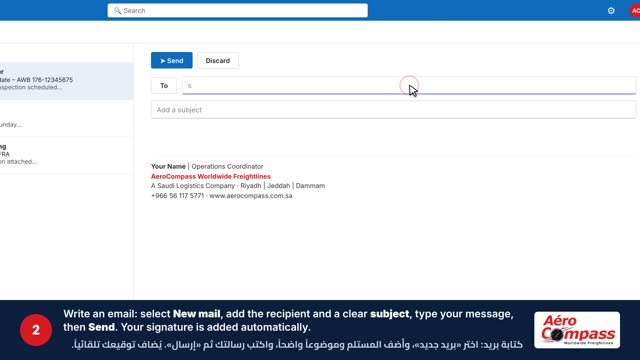 Search
AC
Send
Discard
To
s
Add a subject
er
date – AWB 176-12345675
spection scheduled...
unday...
ng
FRA
on attached...
Your Name | Operations Coordinator
AeroCompass Worldwide Freightlines
A Saudi Logistics Company · Riyadh | Jeddah | Dammam
+966 56 117 5771 · www.aerocompass.com.sa
2
Write an email: select New mail, add the recipient and a clear subject, type your message,
then Send. Your signature is added automatically.
كتابة بريد: اختر «بريد جديد»، وأضف المستلم وموضوعاً واضحاً، واكتب رسالتك ثم «إرسال». يُضاف توقيعك تلقائياً.
Aéro
Compass
Worldwide Freightlines